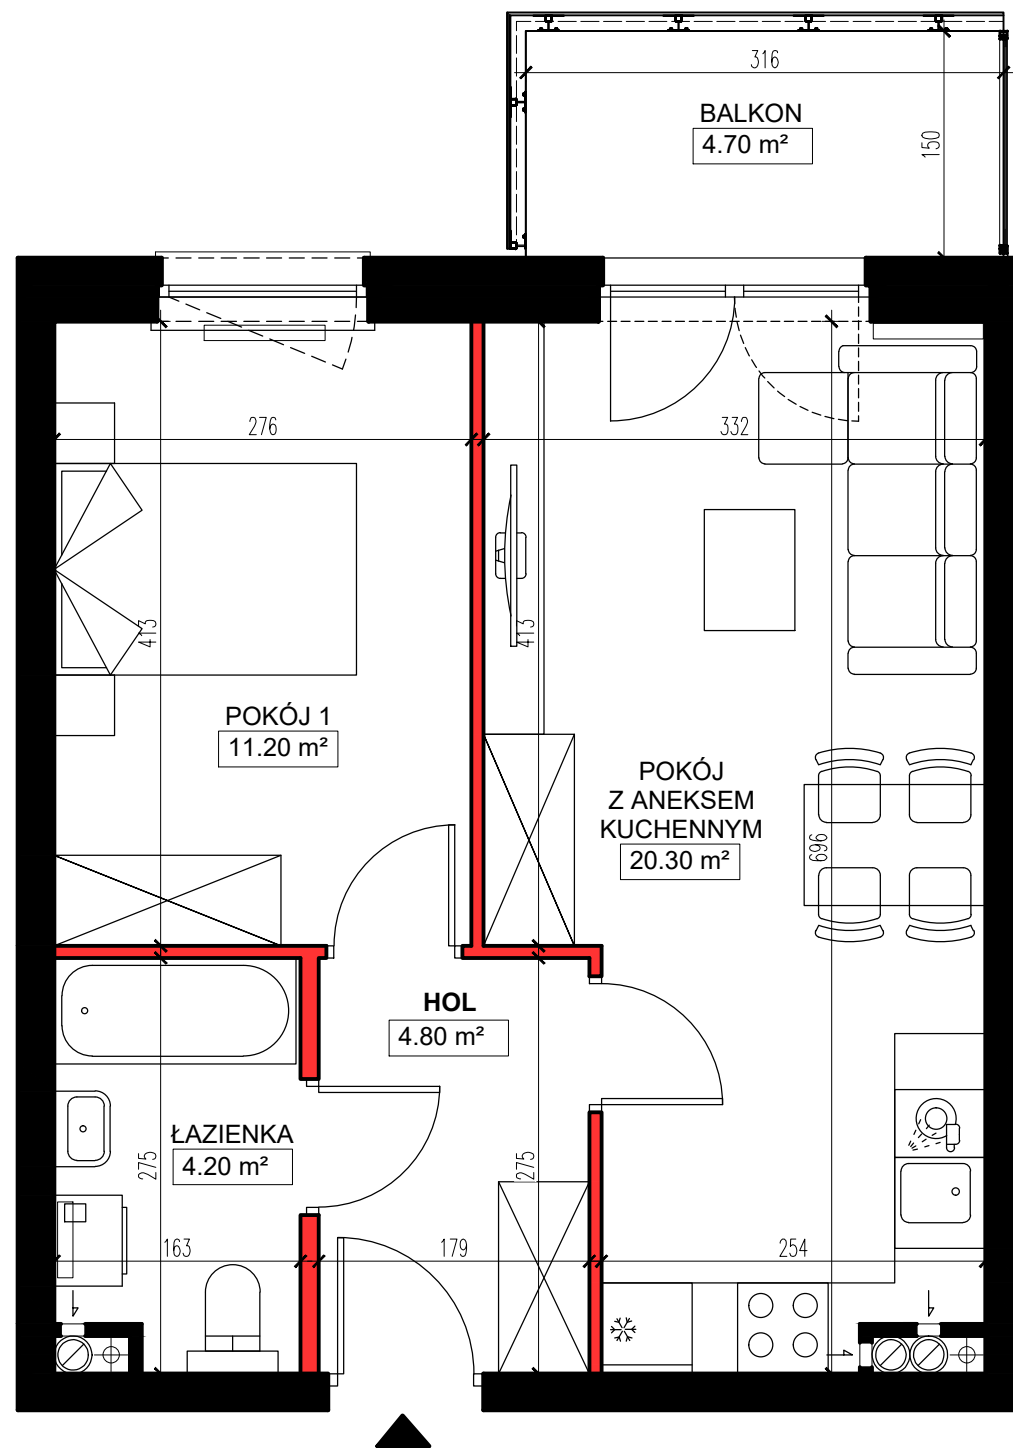 316
BALKON
4.70 m²
150
276
332
413
413
POKÓJ 1
11.20 m²
POKÓJ
Z ANEKSEM
KUCHENNYM
20.30 m²
696
HOL
4.80 m²
ŁAZIENKA
4.20 m²
275
275
163
179
254